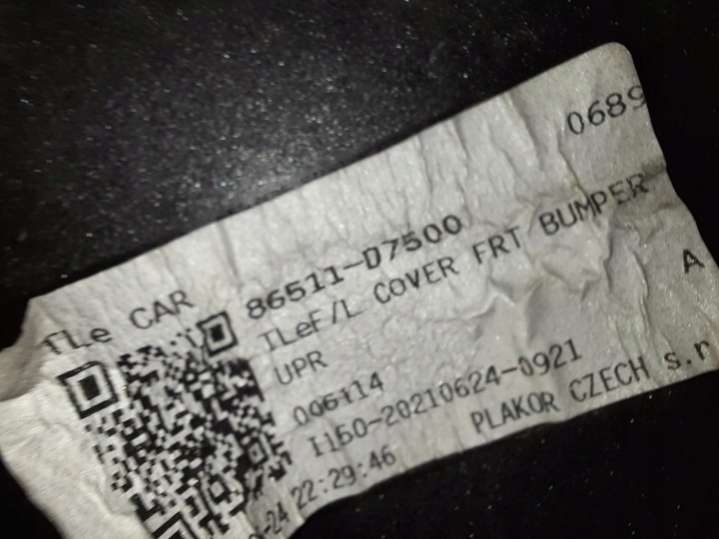 0689
TLe CAR
86511-D7500
TLeF/L COVER FRT BUMPER
UPR
A
006114
I150-20210624-0921
-24 22:29:46
PLAKOR CZECH s.r